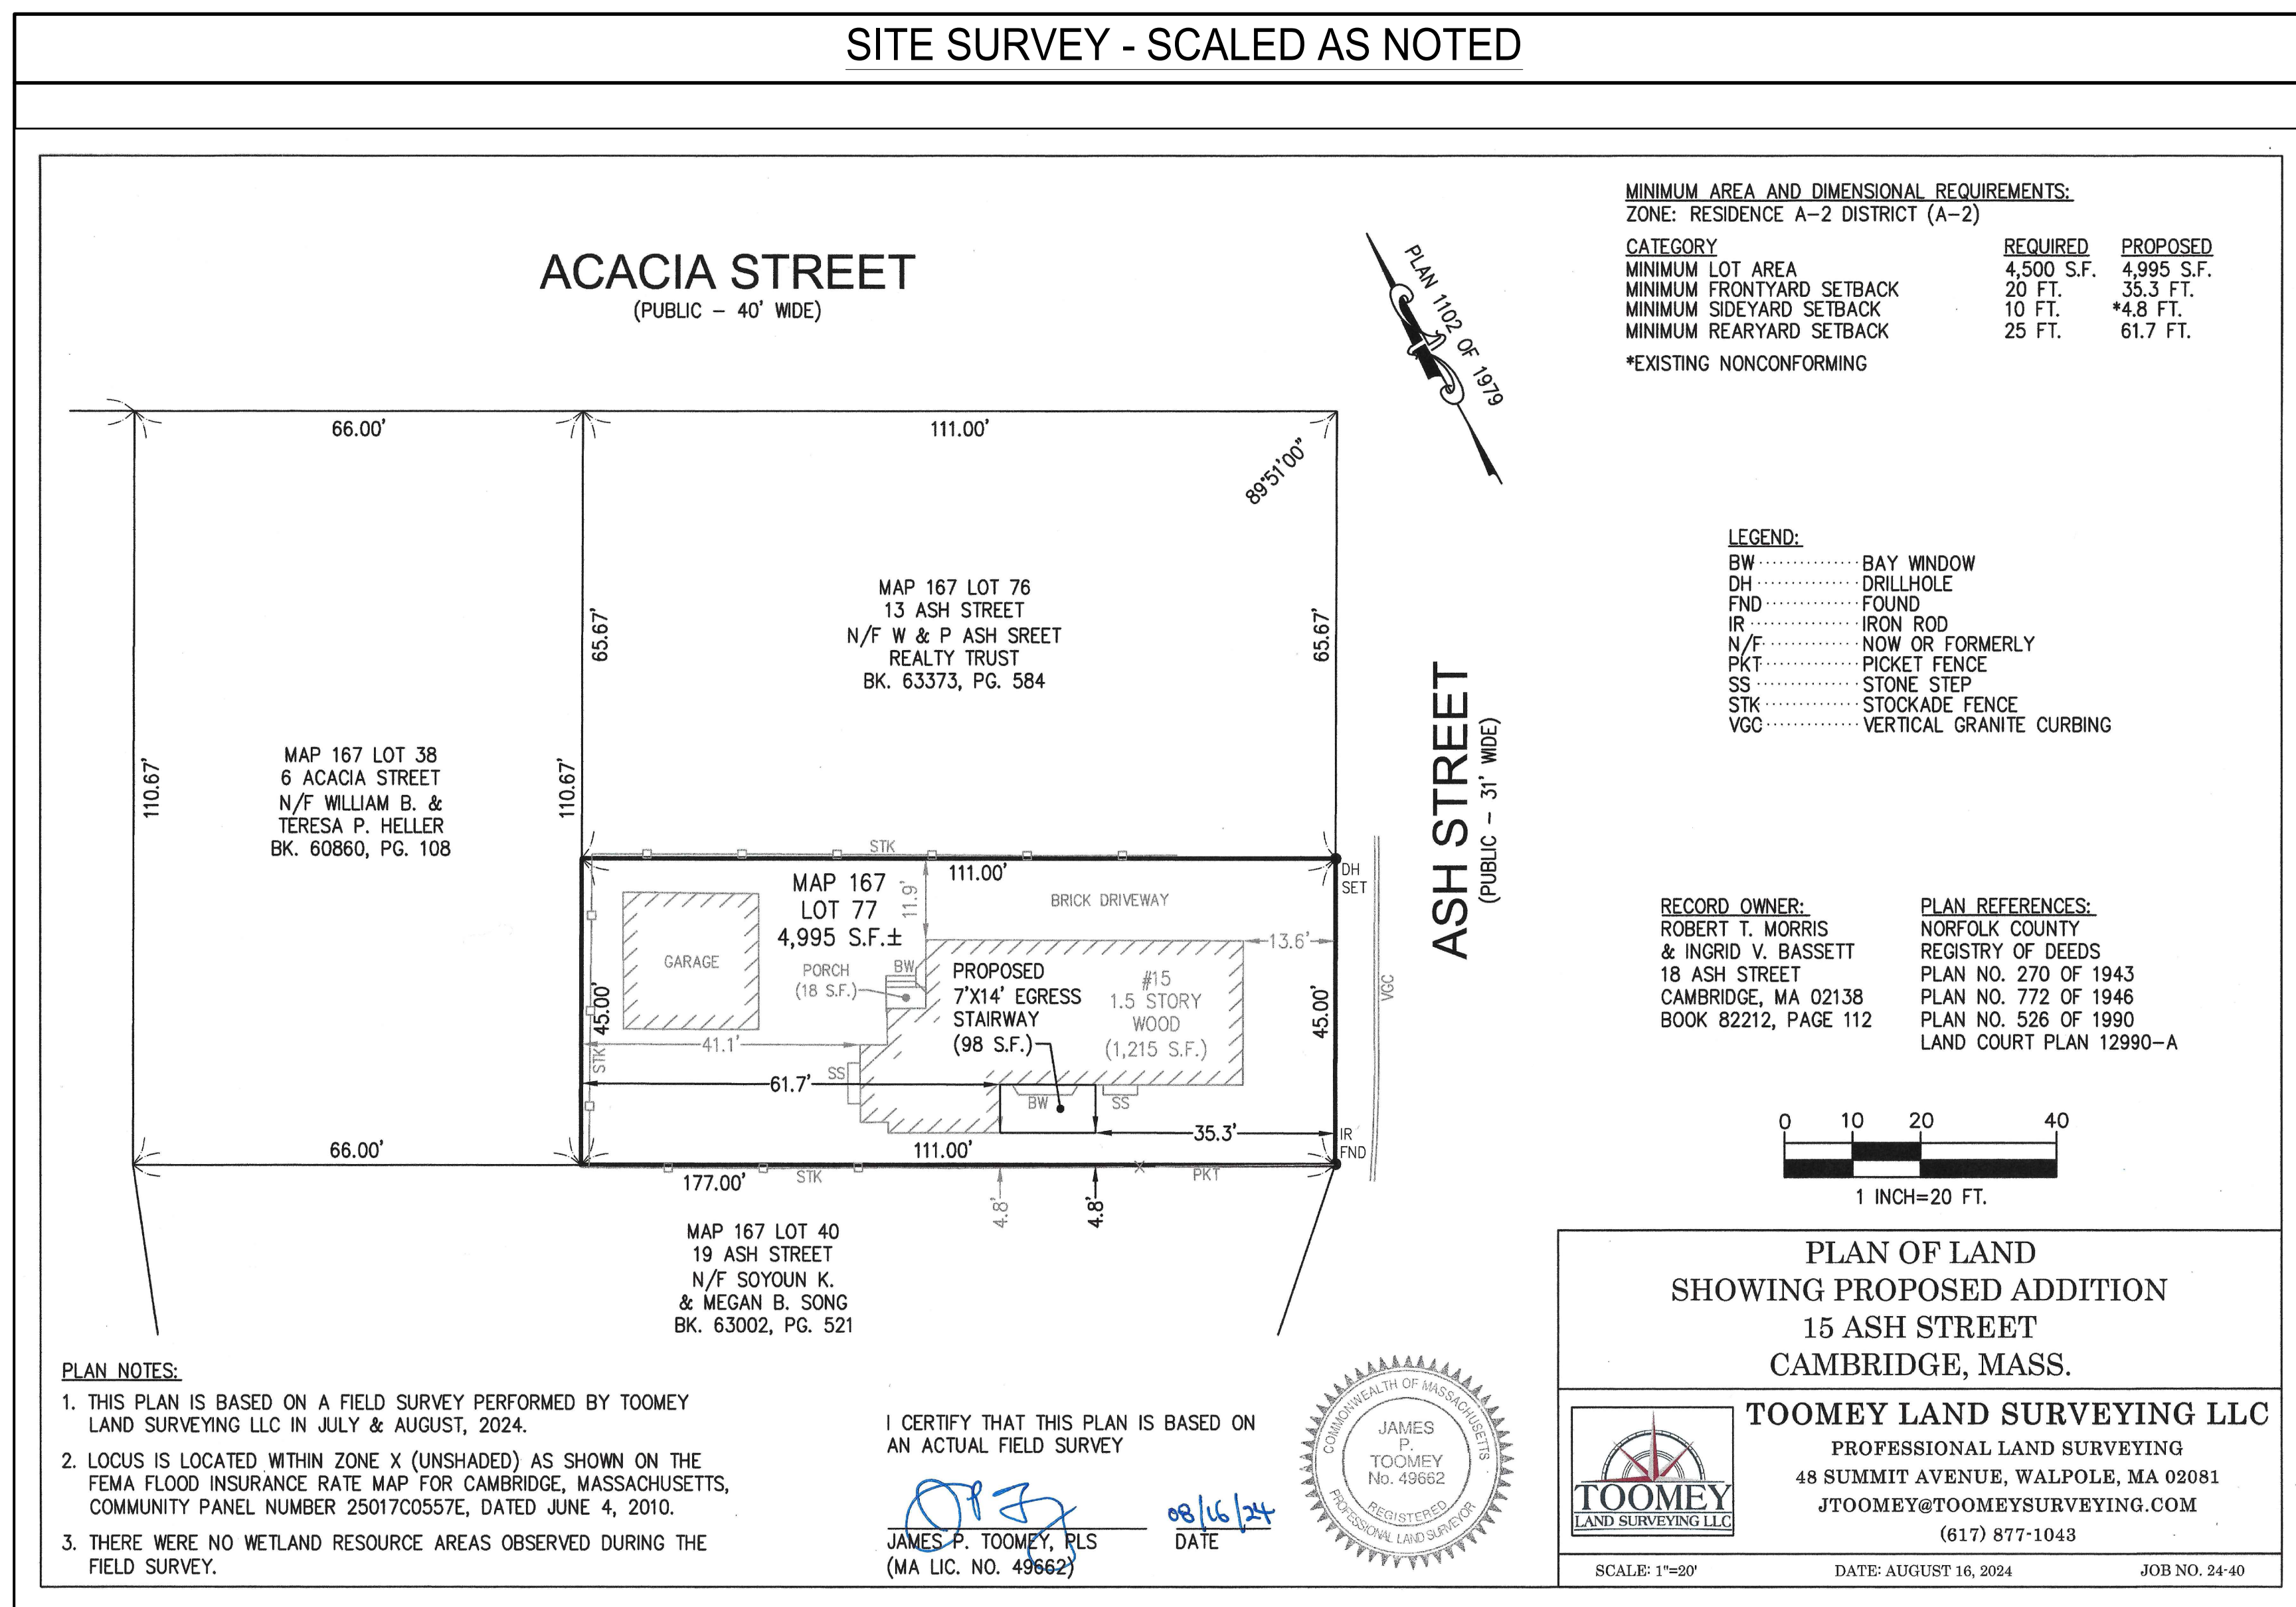 SITE SURVEY - SCALED AS NOTED
ACACIA STREET
(PUBLIC – 40' WIDE)
PLAN 1102 OF 1979
MINIMUM AREA AND DIMENSIONAL REQUIREMENTS:
ZONE: RESIDENCE A–2 DISTRICT (A–2)
CATEGORY REQUIRED PROPOSED
MINIMUM LOT AREA 4,500 S.F. 4,995 S.F.
MINIMUM FRONTYARD SETBACK 20 FT. 35.3 FT.
MINIMUM SIDEYARD SETBACK 10 FT. *4.8 FT.
MINIMUM REARYARD SETBACK 25 FT. 61.7 FT.
*EXISTING NONCONFORMING
66.00'
111.00'
89°51'00"
65.67'
65.67'
110.67'
110.67'
MAP 167 LOT 76
13 ASH STREET
N/F W & P ASH SREET
REALTY TRUST
BK. 63373, PG. 584
MAP 167 LOT 38
6 ACACIA STREET
N/F WILLIAM B. &
TERESA P. HELLER
BK. 60860, PG. 108
ASH STREET
(PUBLIC – 31' WIDE)
LEGEND:
BW BAY WINDOW
DH DRILLHOLE
FND FOUND
IR IRON ROD
N/F NOW OR FORMERLY
PKT PICKET FENCE
SS STONE STEP
STK STOCKADE FENCE
VGC VERTICAL GRANITE CURBING
STK
111.00'
DH
SET
MAP 167
LOT 77
4,995 S.F.±
11.9'
BRICK DRIVEWAY
13.6'
GARAGE
PORCH
(18 S.F.)
BW
PROPOSED
7'X14' EGRESS
STAIRWAY
(98 S.F.)
#15
1.5 STORY
WOOD
(1,215 S.F.)
45.00'
45.00'
VGC
STK
41.1'
61.7'
SS
BW
SS
35.3'
IR
FND
66.00'
111.00'
177.00'
STK
PKT
4.8'
4.8'
MAP 167 LOT 40
19 ASH STREET
N/F SOYOUN K.
& MEGAN B. SONG
BK. 63002, PG. 521
RECORD OWNER:
ROBERT T. MORRIS
& INGRID V. BASSETT
18 ASH STREET
CAMBRIDGE, MA 02138
BOOK 82212, PAGE 112
PLAN REFERENCES:
NORFOLK COUNTY
REGISTRY OF DEEDS
PLAN NO. 270 OF 1943
PLAN NO. 772 OF 1946
PLAN NO. 526 OF 1990
LAND COURT PLAN 12990–A
0 10 20 40
1 INCH=20 FT.
PLAN NOTES:
1. THIS PLAN IS BASED ON A FIELD SURVEY PERFORMED BY TOOMEY
LAND SURVEYING LLC IN JULY & AUGUST, 2024.
2. LOCUS IS LOCATED WITHIN ZONE X (UNSHADED) AS SHOWN ON THE
FEMA FLOOD INSURANCE RATE MAP FOR CAMBRIDGE, MASSACHUSETTS,
COMMUNITY PANEL NUMBER 25017C0557E, DATED JUNE 4, 2010.
3. THERE WERE NO WETLAND RESOURCE AREAS OBSERVED DURING THE
FIELD SURVEY.
I CERTIFY THAT THIS PLAN IS BASED ON
AN ACTUAL FIELD SURVEY
08/16/24
JAMES P. TOOMEY, PLS
(MA LIC. NO. 49662)
DATE
COMMONWEALTH OF MASSACHUSETTS
JAMES
P.
TOOMEY
No. 49662
REGISTERED
PROFESSIONAL LAND SURVEYOR
PLAN OF LAND
SHOWING PROPOSED ADDITION
15 ASH STREET
CAMBRIDGE, MASS.
TOOMEY
LAND SURVEYING LLC
TOOMEY LAND SURVEYING LLC
PROFESSIONAL LAND SURVEYING
48 SUMMIT AVENUE, WALPOLE, MA 02081
JTOOMEY@TOOMEYSURVEYING.COM
(617) 877-1043
SCALE: 1"=20' DATE: AUGUST 16, 2024 JOB NO. 24-40